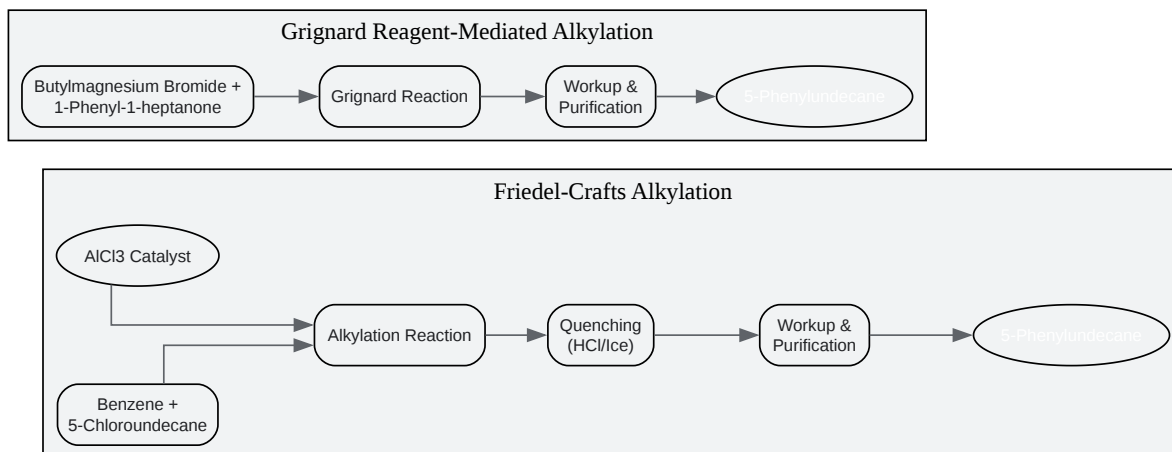 Grignard Reagent-Mediated Alkylation
Butylmagnesium Bromide +
1-Phenyl-1-heptanone
Grignard Reaction
Workup &
Purification
5-Phenylundecane
Friedel-Crafts Alkylation
AlCl3 Catalyst
Benzene +
5-Chloroundecane
Alkylation Reaction
Quenching
(HCl/Ice)
Workup &
Purification
5-Phenylundecane